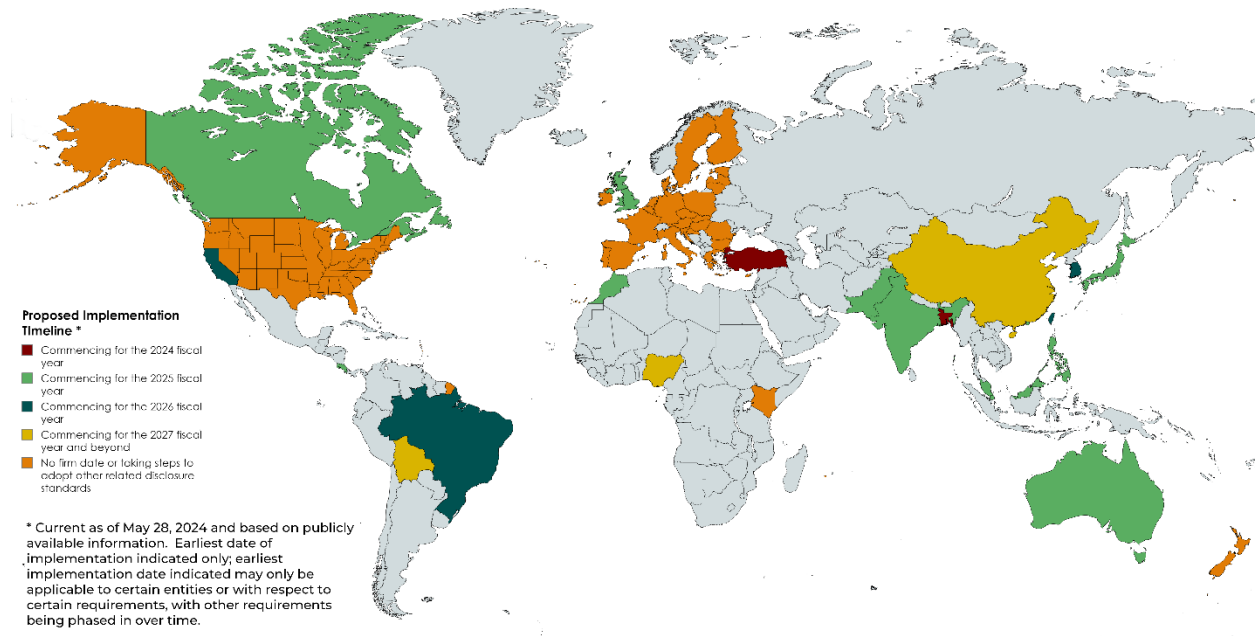 Proposed Implementation
TImeline *
Commencing for the 2024 fiscal
year
Commencing for the 2025 fiscal
year
Commencing for the 2026 fiscal
year
Commencing for the 2027 fiscal
year and beyond
No firm date or taking steps to
adopt other related disclosure
standards
* Current as of May 28, 2024 and based on publicly
available information.  Earliest date of
implementation indicated only; earliest
implementation date indicated may only be
applicable to certain entities or with respect to
certain requirements, with other requirements
being phased in over time.